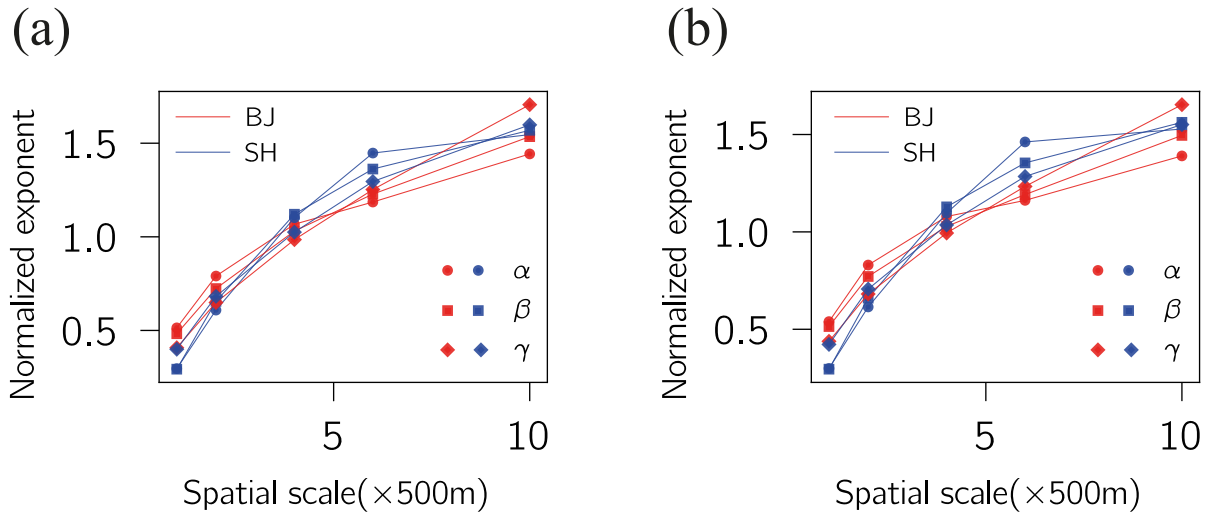 (a)
Normalized exponent
1.5
1.0
0.5
BJ
SH
α
β
γ
5
10
Spatial scale(×500m)
(b)
Normalized exponent
1.5
1.0
0.5
BJ
SH
α
β
γ
5
10
Spatial scale(×500m)